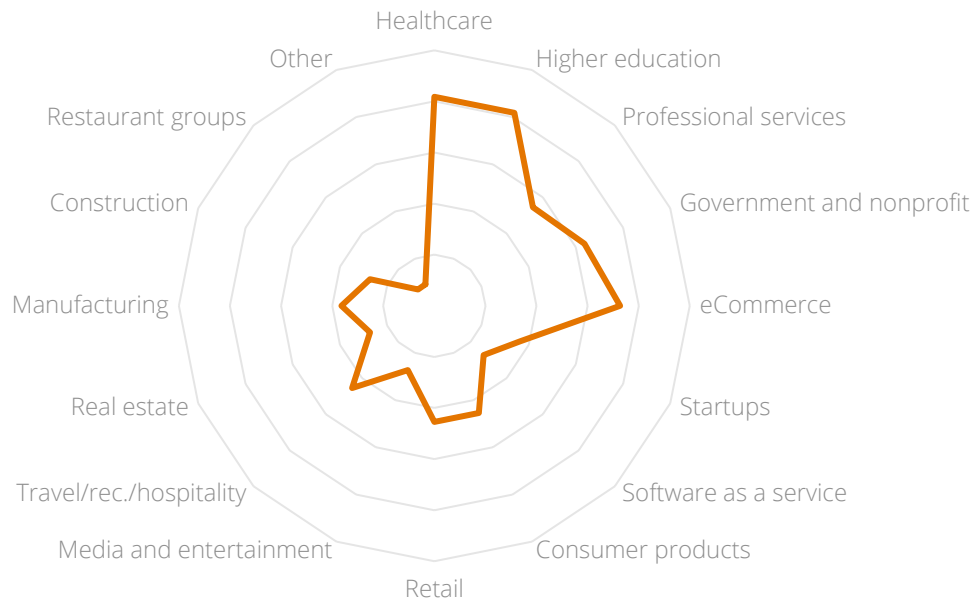 Healthcare
Other
Higher education
Restaurant groups
Professional services
Construction
Government and nonprofit
Manufacturing
eCommerce
Real estate
Startups
Travel/rec./hospitality
Software as a service
Media and entertainment
Consumer products
Retail